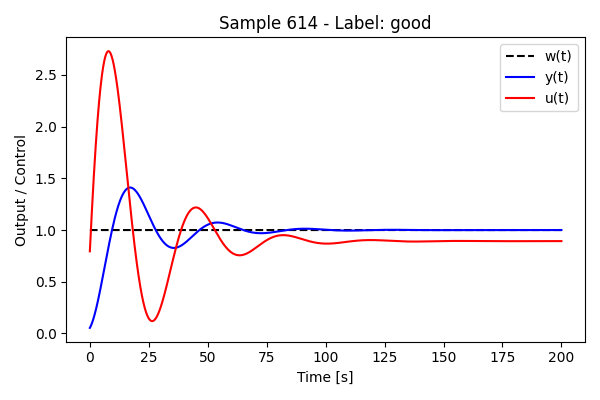 Sample 614 - Label: good
w(t)
y(t)
u(t)
Output / Control
2.5
2.0
1.5
1.0
0.5
0.0
0 25 50 75 100 125 150 175 200
Time [s]